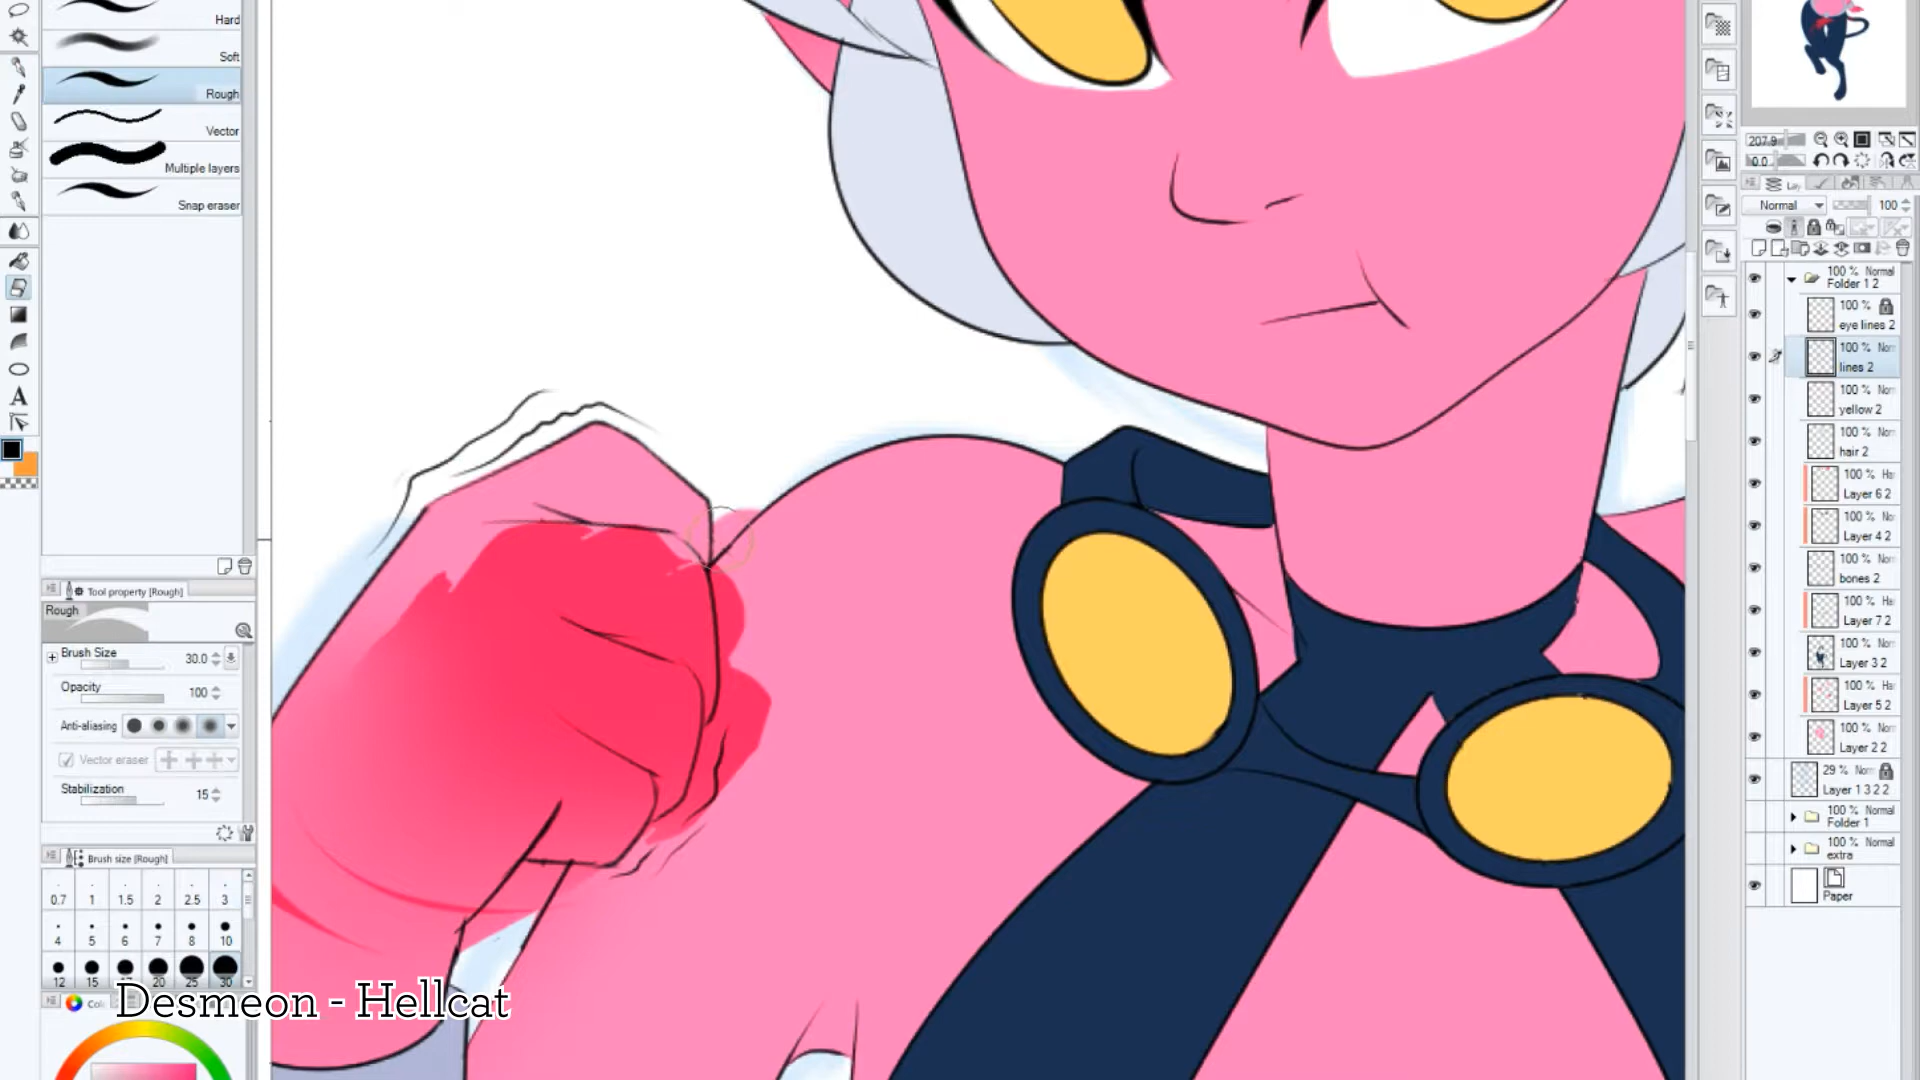 Hard
Soft
Rough
Vector
Multiple layers
Snap eraser
Tool property [Rough]
Rough
Brush Size 30.0
Opacity 100
Anti-aliasing
Vector eraser
Stabilization 15
Brush size [Rough]
0.7 1 1.5 2 2.5 3
4 5 6 7 8 10
12 15 20 25 30
Desmeon - Hellcat
207.9
0.0
Normal 100
100 % Normal
Folder 1 2
100 %
eye lines 2
100 % Nor
lines 2
100 % Nor
yellow 2
100 % Nor
hair 2
100 % Ha
Layer 6 2
100 % No
Layer 4 2
100 % Nor
bones 2
100 % Ha
Layer 7 2
100 % Nor
Layer 3 2
100 % Ha
Layer 5 2
100 % Nor
Layer 2 2
29 % Nor
Layer 1 3 2 2
100 % Normal
Folder 1
100 % Normal
extra
Paper